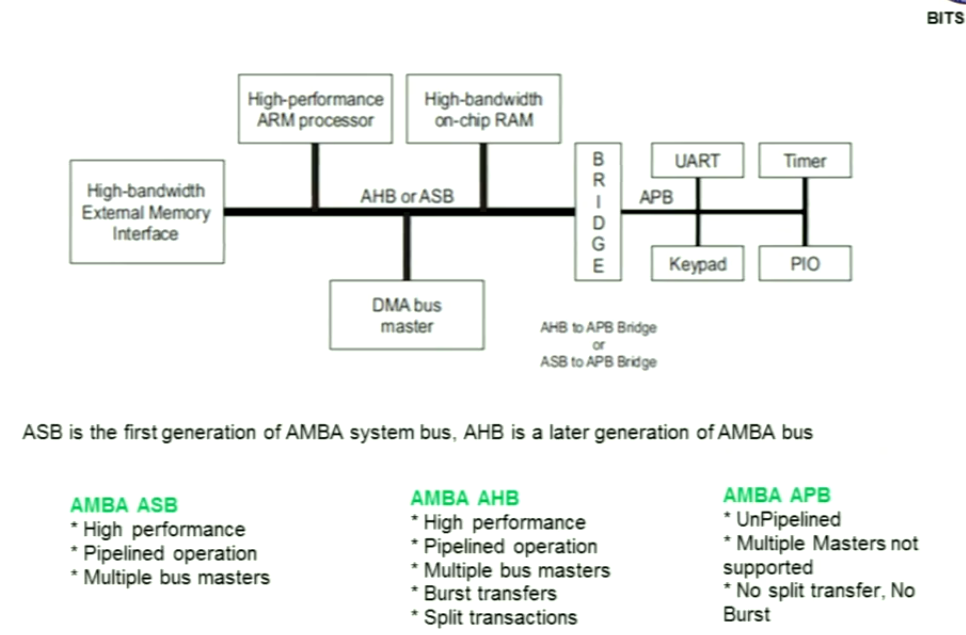 BITS
High-performance
ARM processor
High-bandwidth
on-chip RAM
High-bandwidth
External Memory
Interface
AHB or ASB
B
R
I
D
G
E
APB
UART
Timer
Keypad
PIO
DMA bus
master
AHB to APB Bridge
or
ASB to APB Bridge
ASB is the first generation of AMBA system bus, AHB is a later generation of AMBA bus
AMBA ASB
* High performance
* Pipelined operation
* Multiple bus masters
AMBA AHB
* High performance
* Pipelined operation
* Multiple bus masters
* Burst transfers
* Split transactions
AMBA APB
* UnPipelined
* Multiple Masters not
supported
* No split transfer, No
Burst